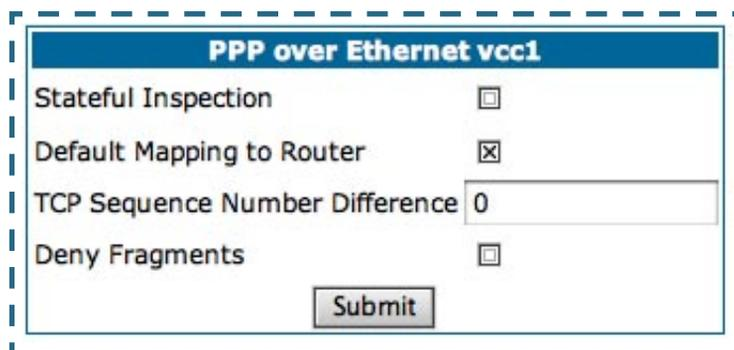 PPP over Ethernet vcc1
Stateful Inspection
Default Mapping to Router
TCP Sequence Number Difference 0
Deny Fragments
Submit